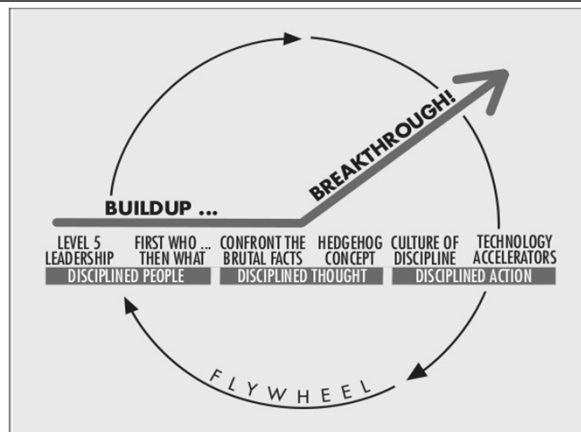 BREAKTHROUGH!
BUILDUP ...
LEVEL 5
LEADERSHIP
FIRST WHO ...
THEN WHAT
CONFRONT THE
BRUTAL FACTS
HEDGEHOG
CONCEPT
CULTURE OF
DISCIPLINE
TECHNOLOGY
ACCELERATORS
DISCIPLINED PEOPLE
DISCIPLINED THOUGHT
DISCIPLINED ACTION
FLYWHEEL